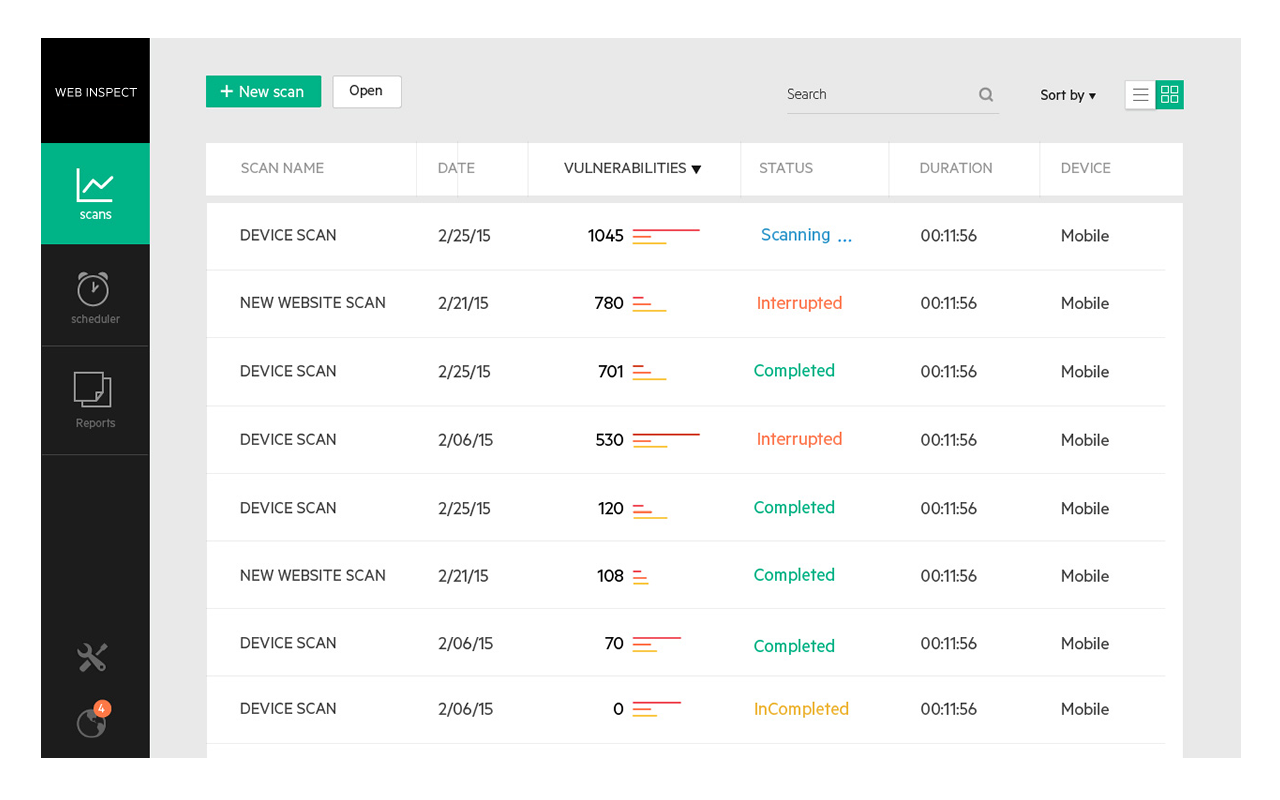 WEB INSPECT
+ New scan Open Search Sort by ▾
SCAN NAME DATE VULNERABILITIES ▼ STATUS DURATION DEVICE
scans
DEVICE SCAN 2/25/15 1045 Scanning ... 00:11:56 Mobile
NEW WEBSITE SCAN 2/21/15 780 Interrupted 00:11:56 Mobile
scheduler
DEVICE SCAN 2/25/15 701 Completed 00:11:56 Mobile
Reports
DEVICE SCAN 2/06/15 530 Interrupted 00:11:56 Mobile
DEVICE SCAN 2/25/15 120 Completed 00:11:56 Mobile
NEW WEBSITE SCAN 2/21/15 108 Completed 00:11:56 Mobile
DEVICE SCAN 2/06/15 70 Completed 00:11:56 Mobile
DEVICE SCAN 2/06/15 0 InCompleted 00:11:56 Mobile
4